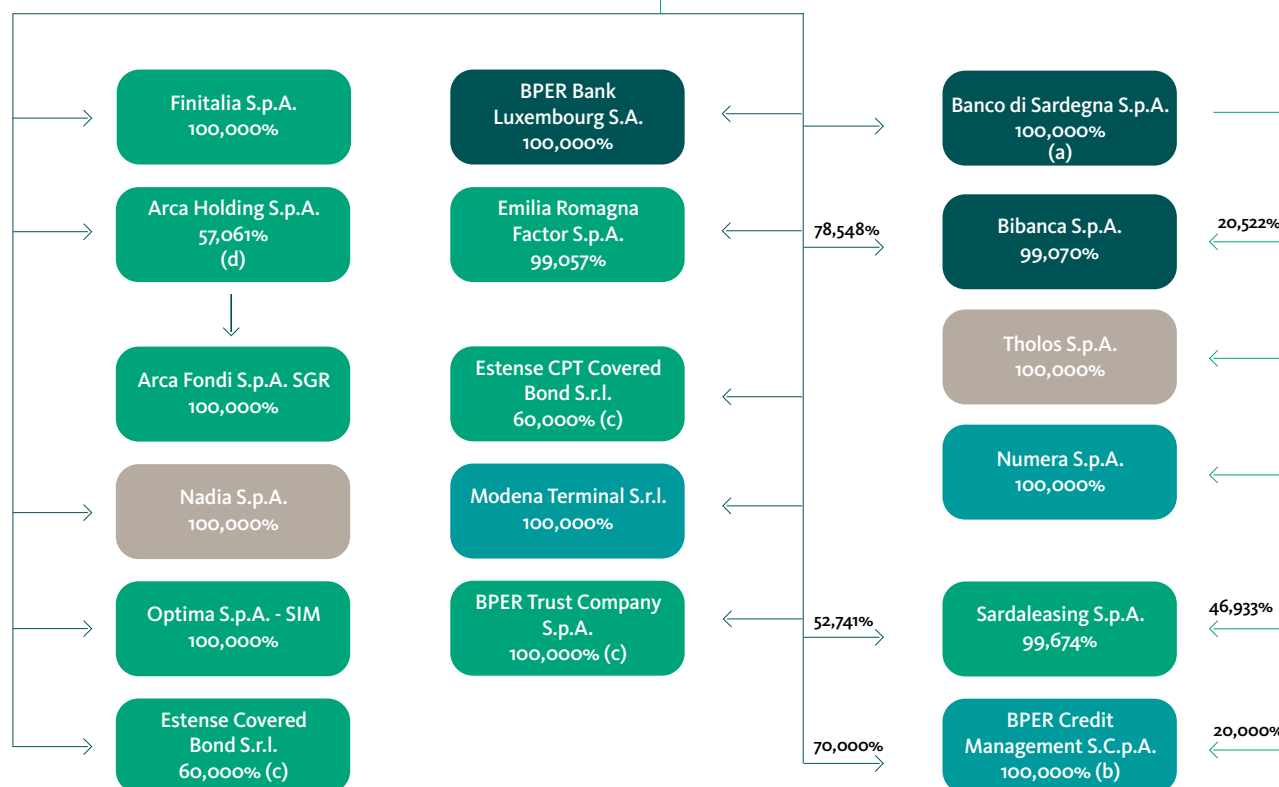 Finitalia S.p.A.
100,000%
Arca Holding S.p.A.
57,061%
(d)
Arca Fondi S.p.A. SGR
100,000%
Nadia S.p.A.
100,000%
Optima S.p.A. - SIM
100,000%
Estense Covered
Bond S.r.l.
60,000% (c)
BPER Bank
Luxembourg S.A.
100,000%
Emilia Romagna
Factor S.p.A.
99,057%
Estense CPT Covered
Bond S.r.l.
60,000% (c)
Modena Terminal S.r.l.
100,000%
BPER Trust Company
S.p.A.
100,000% (c)
78,548%
52,741%
70,000%
Banco di Sardegna S.p.A.
100,000%
(a)
Bibanca S.p.A.
99,070%
Tholos S.p.A.
100,000%
Numera S.p.A.
100,000%
Sardaleasing S.p.A.
99,674%
BPER Credit
Management S.C.p.A.
100,000% (b)
20,522%
46,933%
20,000%